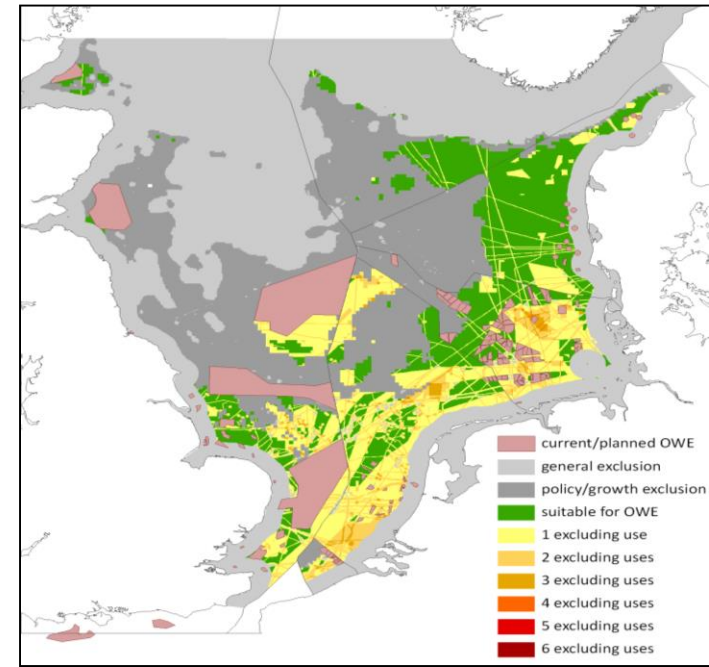 current/planned OWE
general exclusion
policy/growth exclusion
suitable for OWE
1 excluding use
2 excluding uses
3 excluding uses
4 excluding uses
5 excluding uses
6 excluding uses